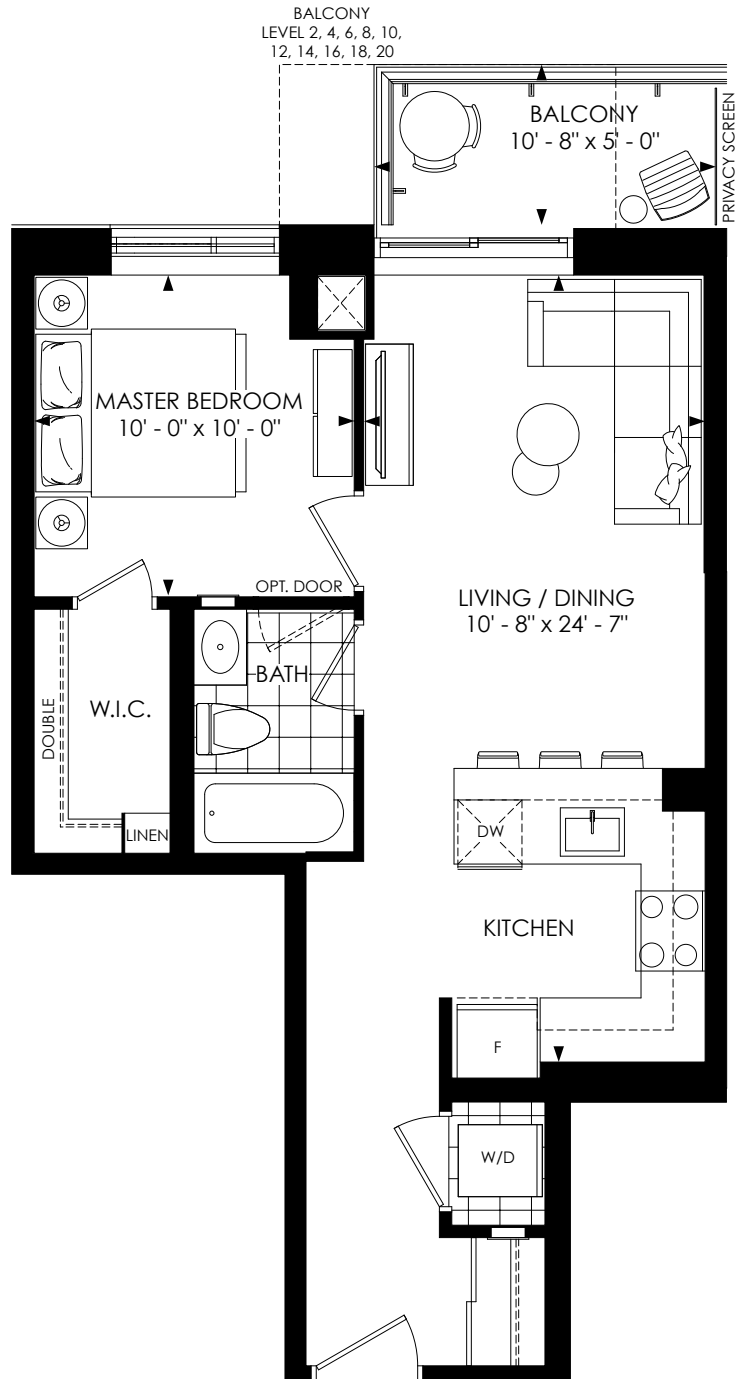 BALCONY
LEVEL 2, 4, 6, 8, 10,
12, 14, 16, 18, 20
BALCONY
10' - 8" x 5' - 0"
PRIVACY SCREEN
MASTER BEDROOM
10' - 0" x 10' - 0"
OPT. DOOR
LIVING / DINING
10' - 8" x 24' - 7"
BATH
W.I.C.
DOUBLE
LINEN
DW
KITCHEN
F
W/D